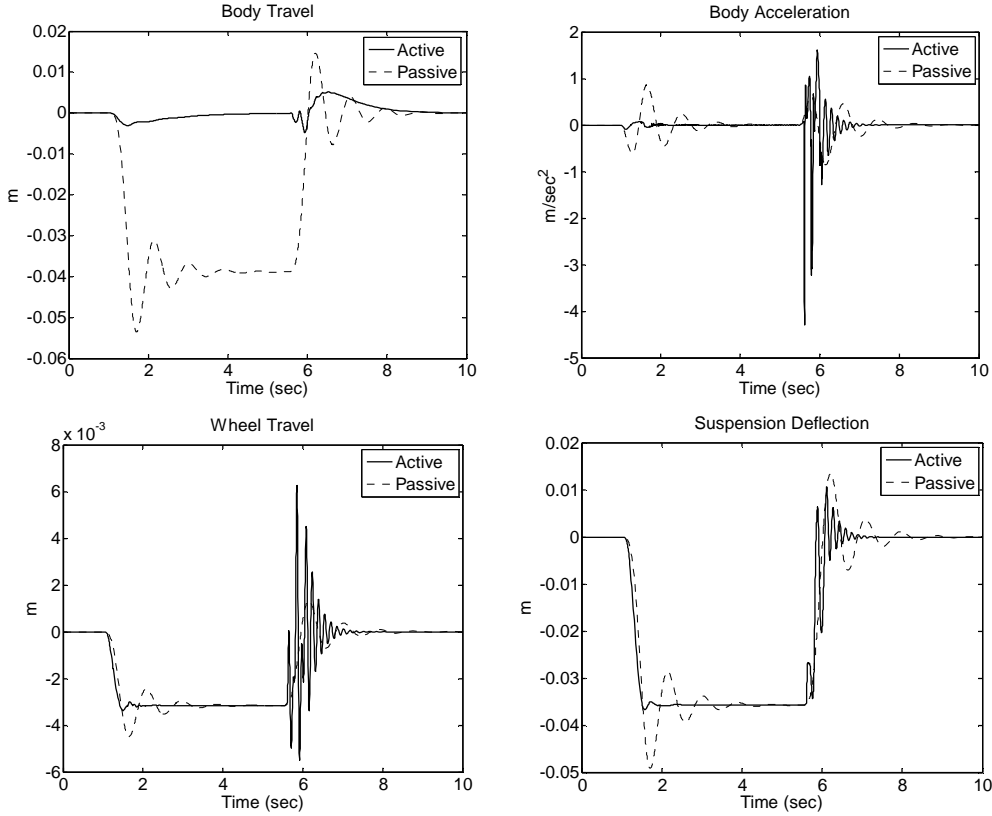 Body Travel
0.02
0.01
0
-0.01
-0.02
-0.03
-0.04
-0.05
-0.06
m
Active
Passive
0 2 4 6 8 10
Time (sec)
Body Acceleration
2
1
0
-1
-2
-3
-4
-5
m/sec²
Active
Passive
0 2 4 6 8 10
Time (sec)
Wheel Travel
x 10⁻³
8
6
4
2
0
-2
-4
-6
m
Active
Passive
0 2 4 6 8 10
Time (sec)
Suspension Deflection
0.02
0.01
0
-0.01
-0.02
-0.03
-0.04
-0.05
m
Active
Passive
0 2 4 6 8 10
Time (sec)